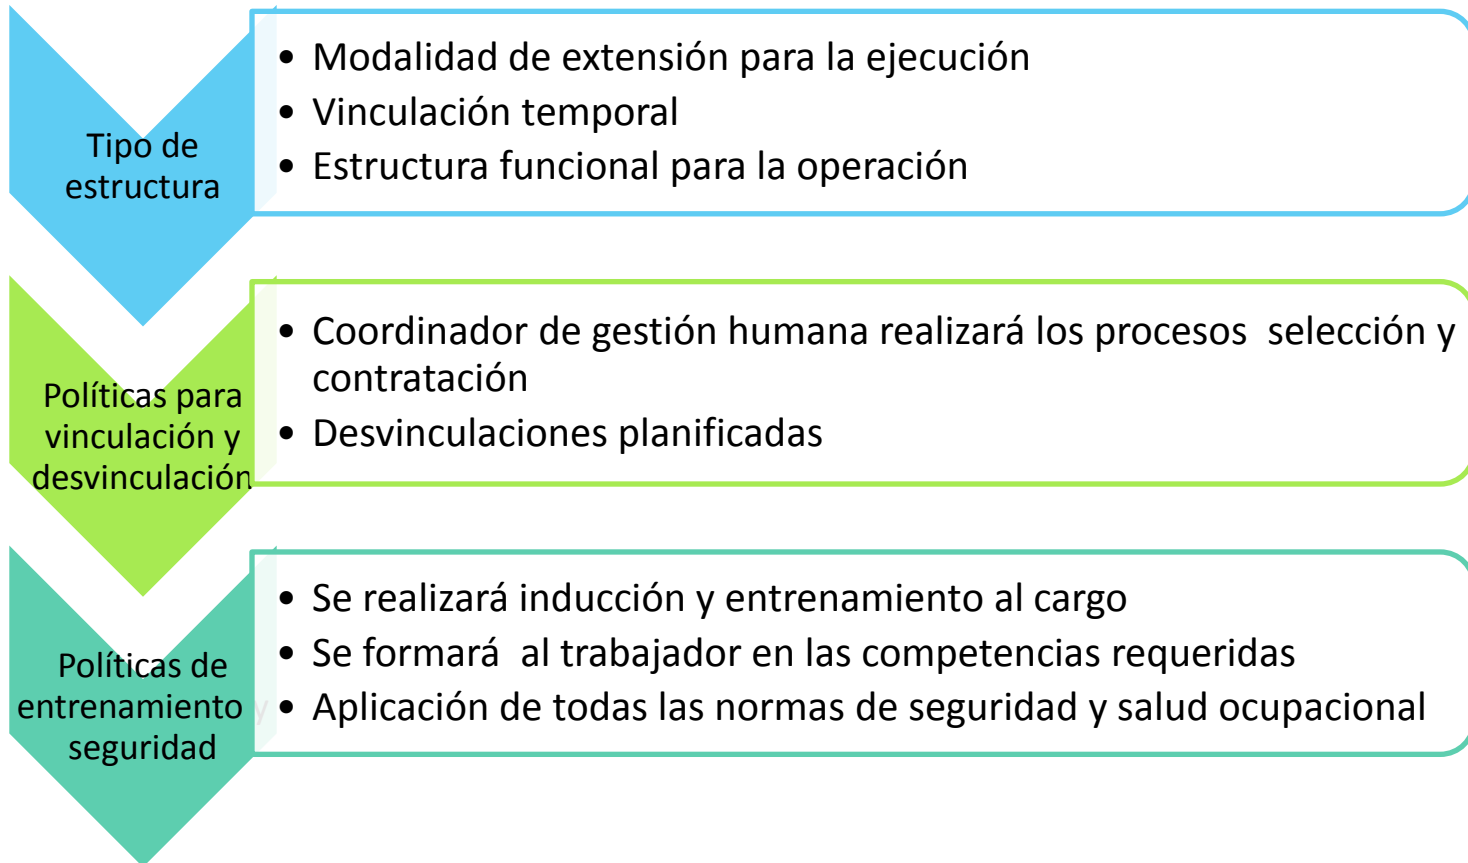 Tipo de
estructura
• Modalidad de extensión para la ejecución
• Vinculación temporal
• Estructura funcional para la operación
Políticas para
vinculación y
desvinculación
• Coordinador de gestión humana realizará los procesos  selección y
contratación
• Desvinculaciones planificadas
Políticas de
entrenamiento y
seguridad
• Se realizará inducción y entrenamiento al cargo
• Se formará  al trabajador en las competencias requeridas
• Aplicación de todas las normas de seguridad y salud ocupacional